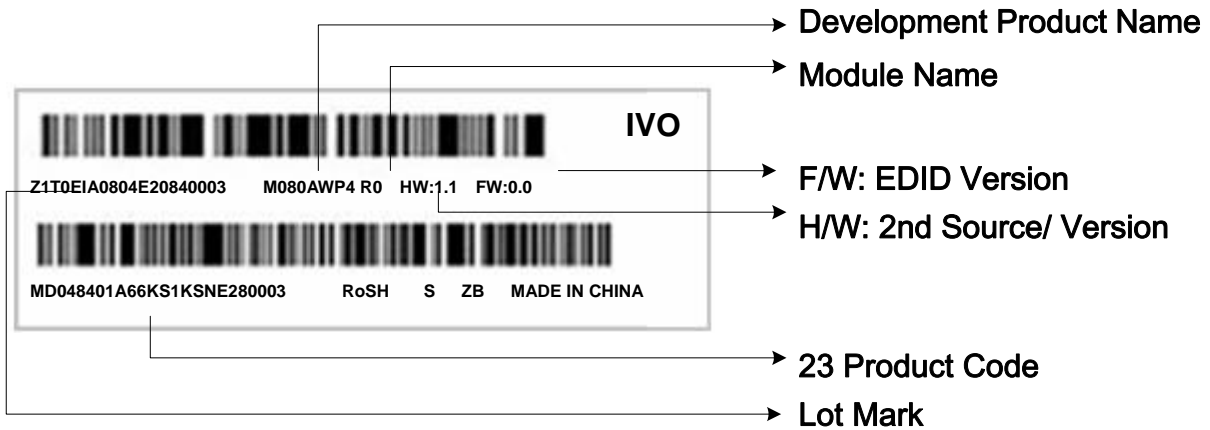 Development Product Name
Module Name
IVO
Z1T0EIA0804E20840003 M080AWP4 R0 HW:1.1 FW:0.0
F/W: EDID Version
H/W: 2nd Source/ Version
MD048401A66KS1KSNE280003 RoSH S ZB MADE IN CHINA
23 Product Code
Lot Mark